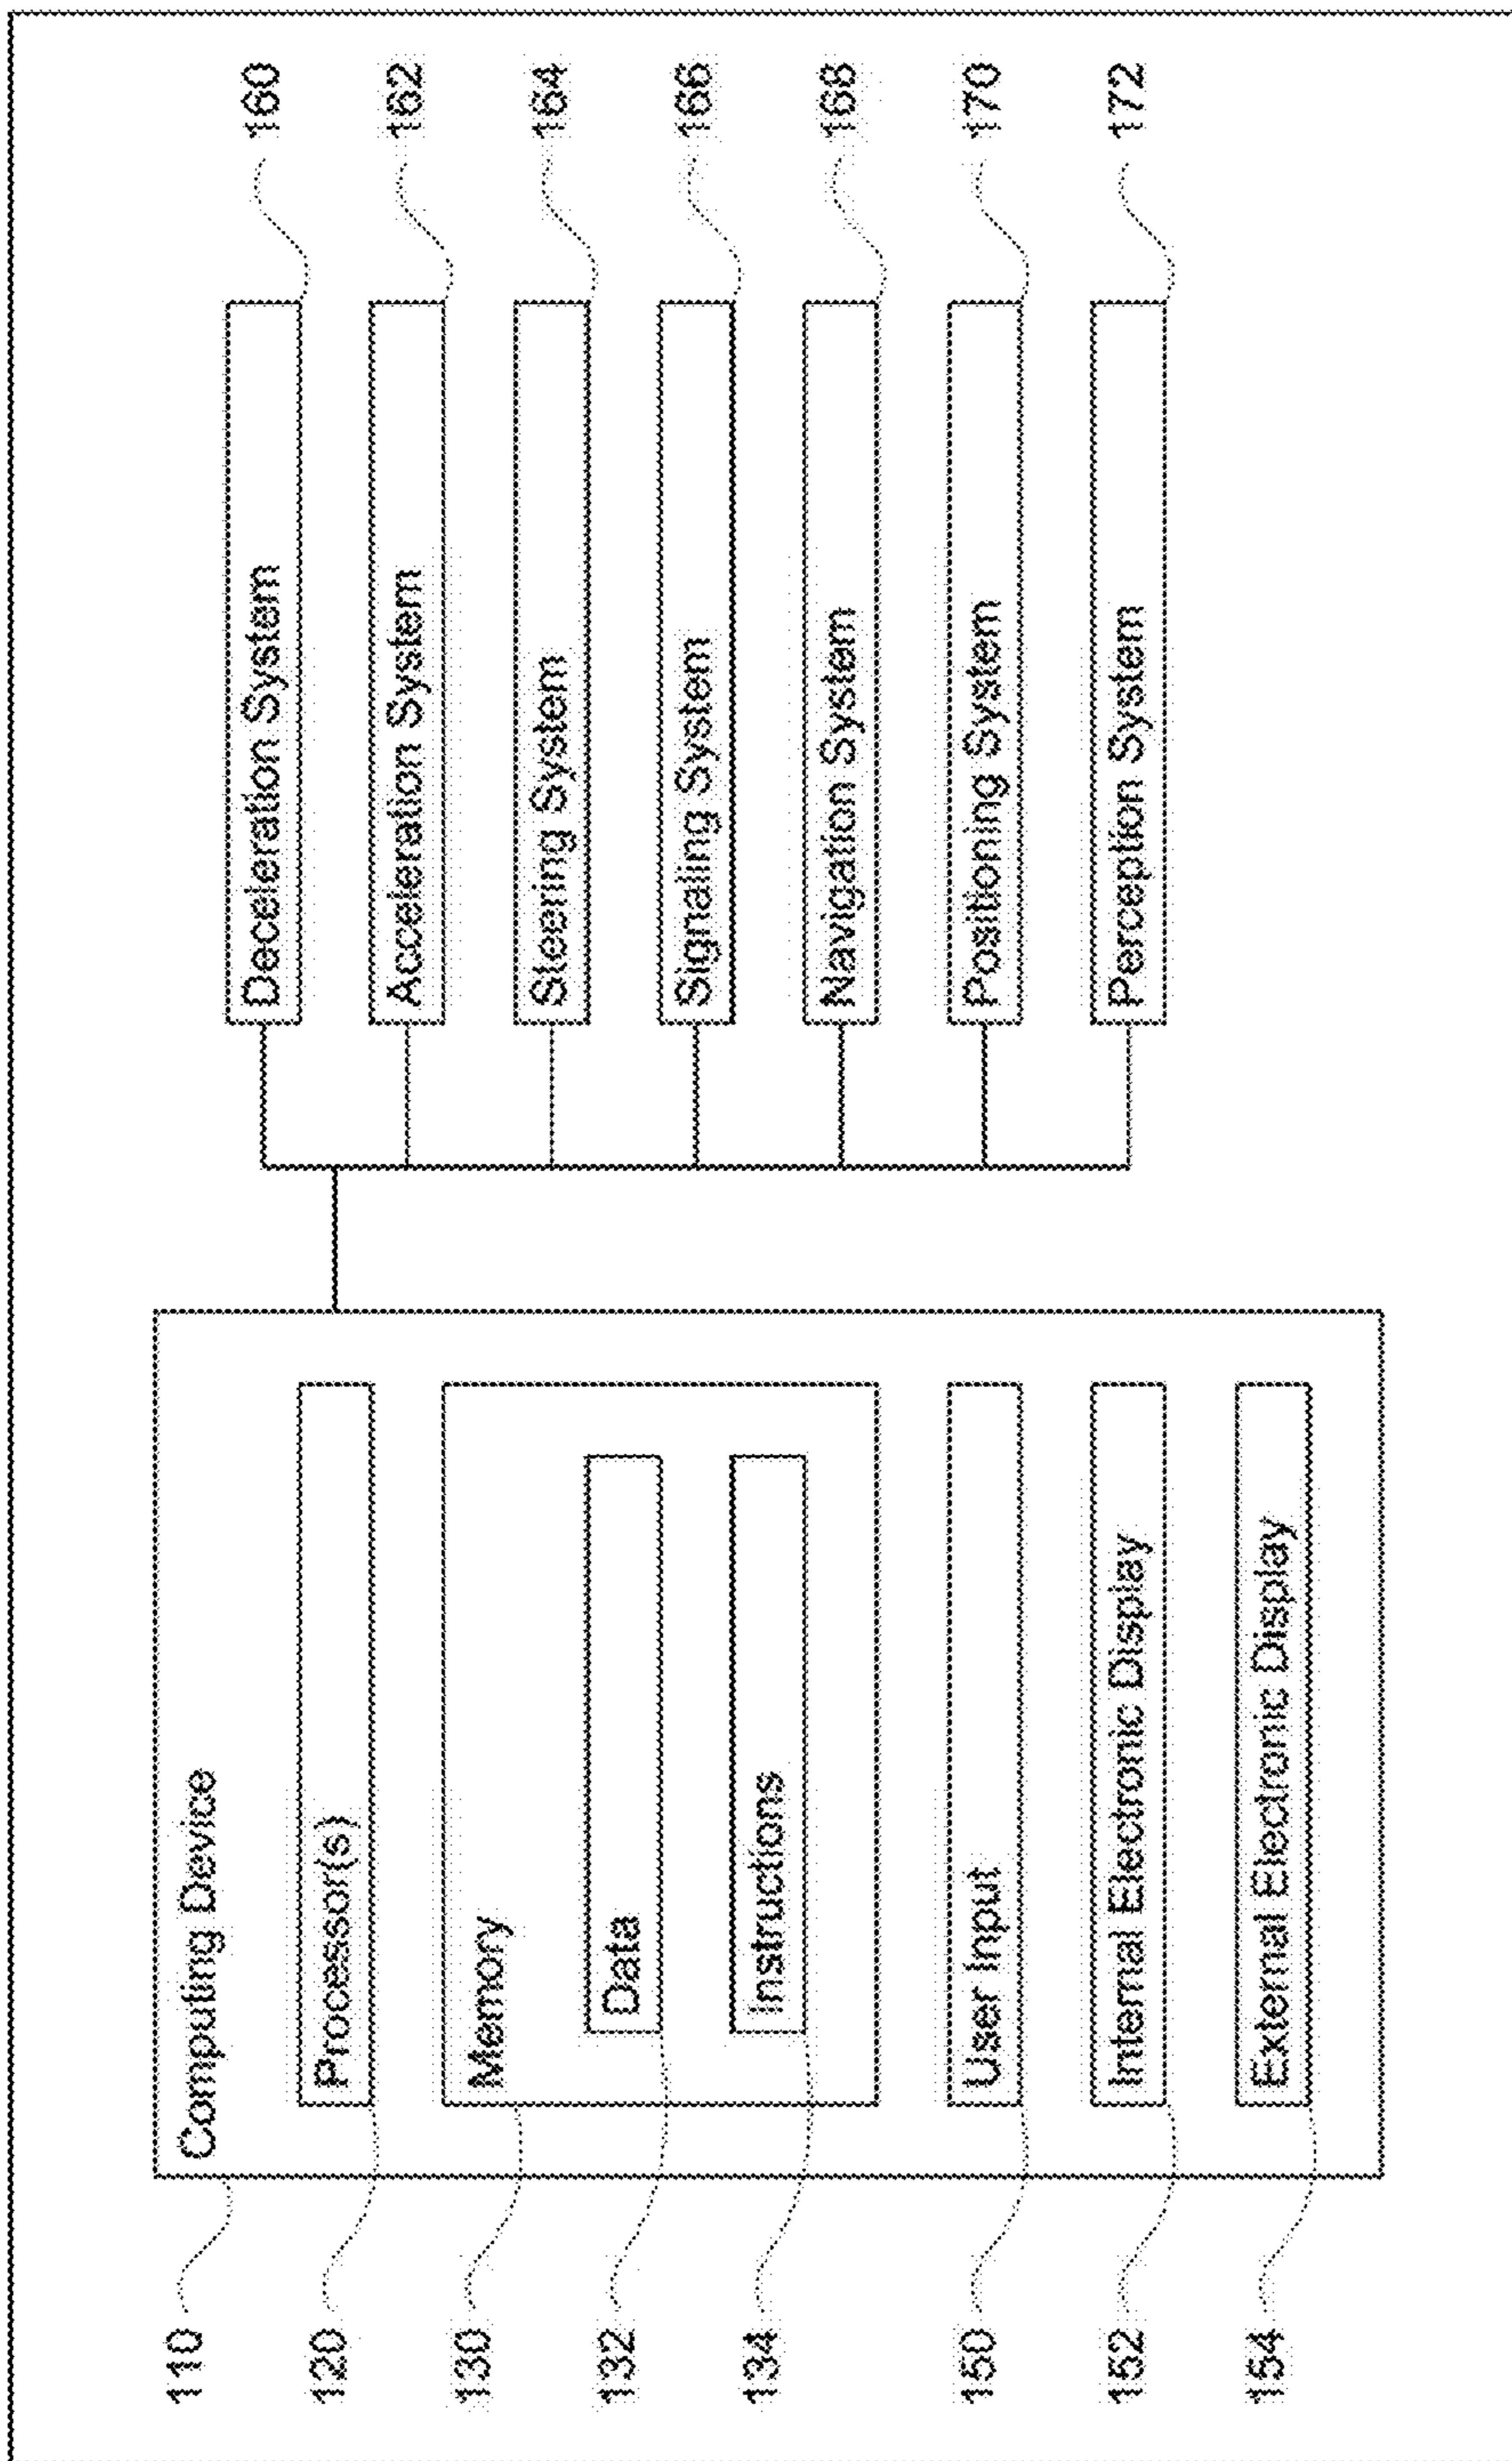 110
Computing Device
120
Processor(s)
130
Memory
132
Data
134
Instructions
150
User Input
152
Internal Electronic Display
154
External Electronic Display
Deceleration System
160
Acceleration System
162
Steering System
164
Signaling System
166
Navigation System
168
Positioning System
170
Perception System
172